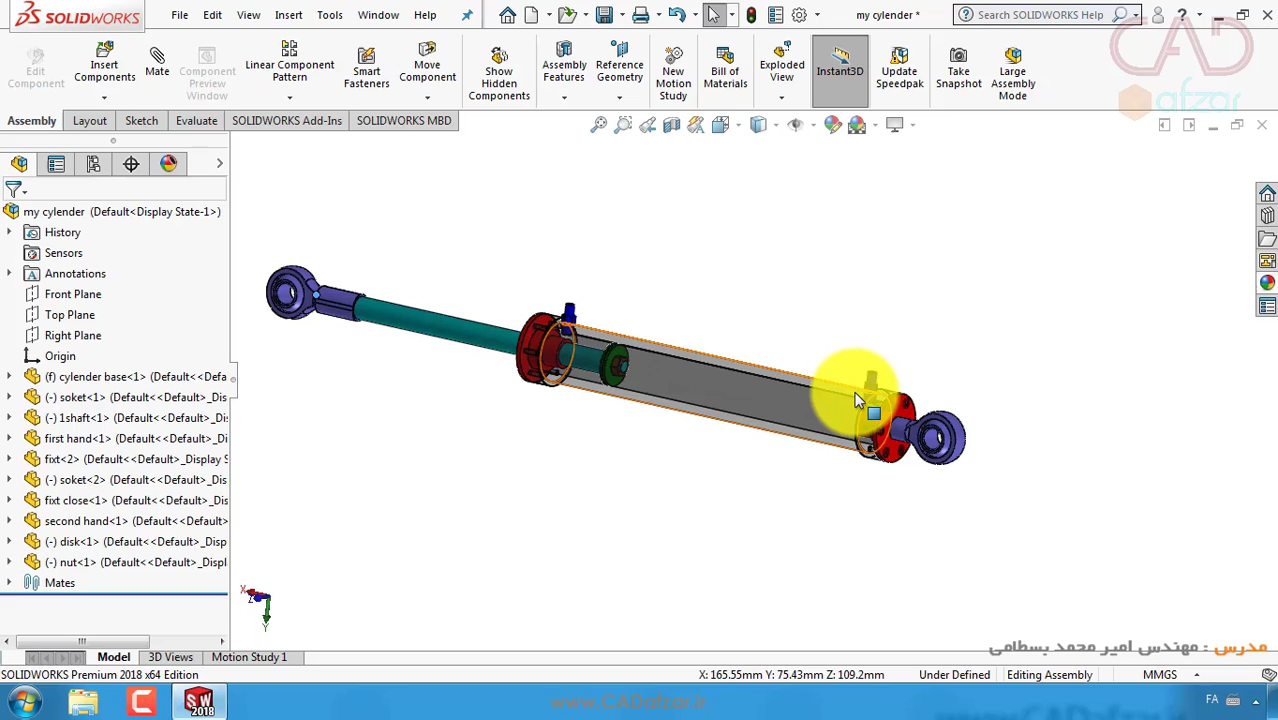 SOLIDWORKS
File Edit View Insert Tools Window Help
my cylender *
Search SOLIDWORKS Help
Edit Component
Insert Components
Mate
Component Preview Window
Linear Component Pattern
Smart Fasteners
Move Component
Show Hidden Components
Assembly Features
Reference Geometry
New Motion Study
Bill of Materials
Exploded View
Instant3D
Update Speedpak
Take Snapshot
Large Assembly Mode
CAD
afzar
Assembly Layout Sketch Evaluate SOLIDWORKS Add-Ins SOLIDWORKS MBD
my cylender (Default<Display State-1>)
History
Sensors
Annotations
Front Plane
Top Plane
Right Plane
Origin
(f) cylender base<1> (Defa
(-) soket<1> (Default<<Default>_Dis
(-) 1shaft<1> (Default<<Default>_Di
first hand<1> (Default<<Default>_D
fixt<2> (Default<<Default>_Display S
(-) soket<2> (Default<<Default>_Dis
fixt close<1> (Default<<Default>_Di
second hand<1> (Default<<Default>
(-) disk<1> (Default<<Default>_Displ
(-) nut<1> (Default<<Default>_Displ
Mates
X
Z
Y
مدرس : مهندس امیر محمد بسطامی
Model 3D Views Motion Study 1
SOLIDWORKS Premium 2018 x64 Edition
X: 165.55mm Y: 75.43mm Z: 109.2mm Under Defined Editing Assembly MMGS
SW 2018
www.CADafzar.ir
FA